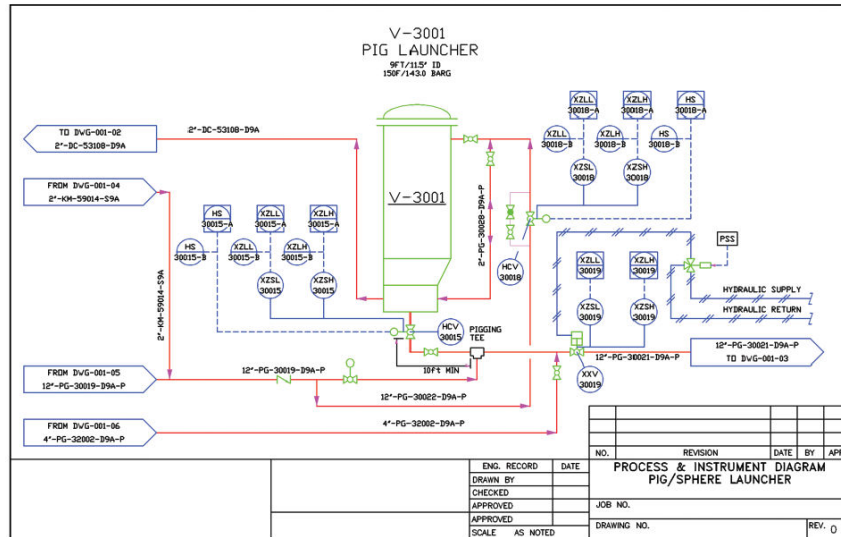 V-3001
PIG LAUNCHER
9FT/11.5" ID
150F/143.0 BARG
TO DWG-001-02
2"-DC-53108-D9A
2"-DC-53108-D9A
FROM DWG-001-04
2"-KM-59014-S9A
2"-KM-59014-S9A
V-3001
HS
30015-A
XZLL
30015-A
XZLH
30015-A
HS
30015-B
XZLL
30015-B
XZLH
30015-B
XZSL
30015
XZSH
30015
HCV
30015
PIGGING
TEE
10ft MIN
2"-PG-30028-D9A-P
XZLL
30018-A
XZLH
30018-A
HS
30018-A
XZLL
30018-B
XZLH
30018-B
HS
30018-B
XZSL
30018
XZSH
30018
HCV
30018
XZLL
30019
XZLH
30019
XZSL
30019
XZSH
30019
XXV
30019
PSS
HYDRAULIC SUPPLY
HYDRAULIC RETURN
12"-PG-30021-D9A-P
12"-PG-30021-D9A-P
TO DWG-001-03
FROM DWG-001-05
12"-PG-30019-D9A-P
12"-PG-30019-D9A-P
12"-PG-30022-D9A-P
FROM DWG-001-06
4"-PG-32002-D9A-P
4"-PG-32002-D9A-P
NO. REVISION DATE BY AP
ENG. RECORD DATE
DRAWN BY
CHECKED
APPROVED
APPROVED
SCALE AS NOTED
PROCESS & INSTRUMENT DIAGRAM
PIG/SPHERE LAUNCHER
JOB NO.
DRAWING NO.
REV. 0